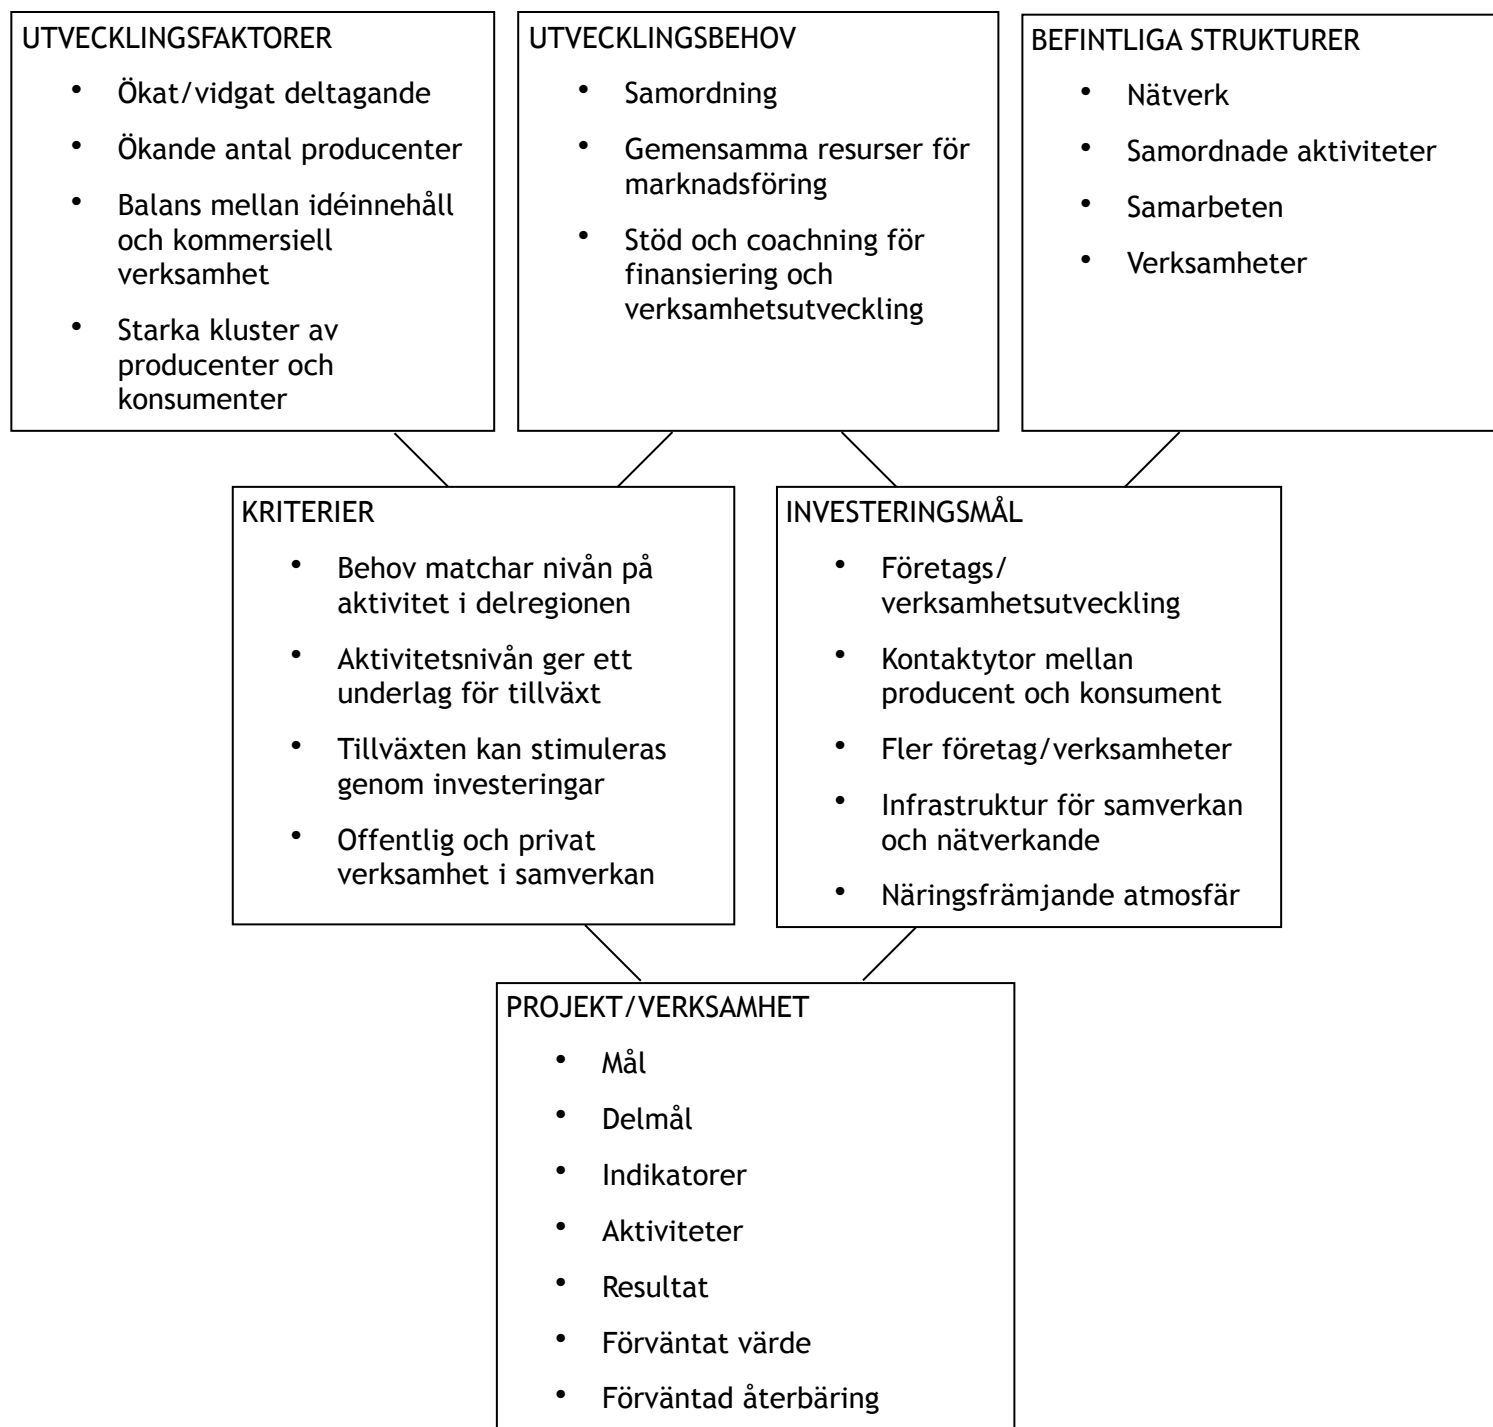 UTVECKLINGSFAKTORER
• Ökat/vidgat deltagande
• Ökande antal producenter
• Balans mellan idéinnehåll
och kommersiell
verksamhet
• Starka kluster av
producenter och
konsumenter
UTVECKLINGSBEHOV
• Samordning
• Gemensamma resurser för
marknadsföring
• Stöd och coachning för
finansiering och
verksamhetsutveckling
BEFINTLIGA STRUKTURER
• Nätverk
• Samordnade aktiviteter
• Samarbeten
• Verksamheter
KRITERIER
• Behov matchar nivån på
aktivitet i delregionen
• Aktivitetsnivån ger ett
underlag för tillväxt
• Tillväxten kan stimuleras
genom investeringar
• Offentlig och privat
verksamhet i samverkan
INVESTERINGSMÅL
• Företags/
verksamhetsutveckling
• Kontaktytor mellan
producent och konsument
• Fler företag/verksamheter
• Infrastruktur för samverkan
och nätverkande
• Näringsfrämjande atmosfär
PROJEKT/VERKSAMHET
• Mål
• Delmål
• Indikatorer
• Aktiviteter
• Resultat
• Förväntat värde
• Förväntad återbäring